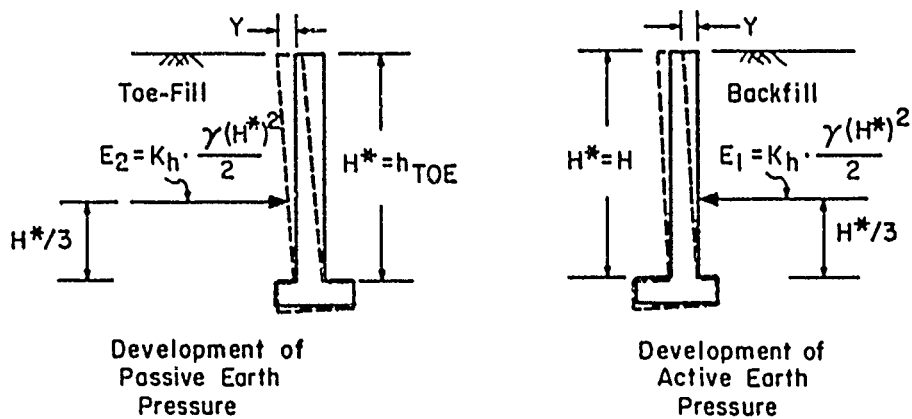 Y
Toe-Fill
E₂=Kₕ·γ(H*)²/2
H*=hTOE
H*/3
Development of
Passive Earth
Pressure
Y
Backfill
H*=H
E₁=Kₕ·γ(H*)²/2
H*/3
Development of
Active Earth
Pressure